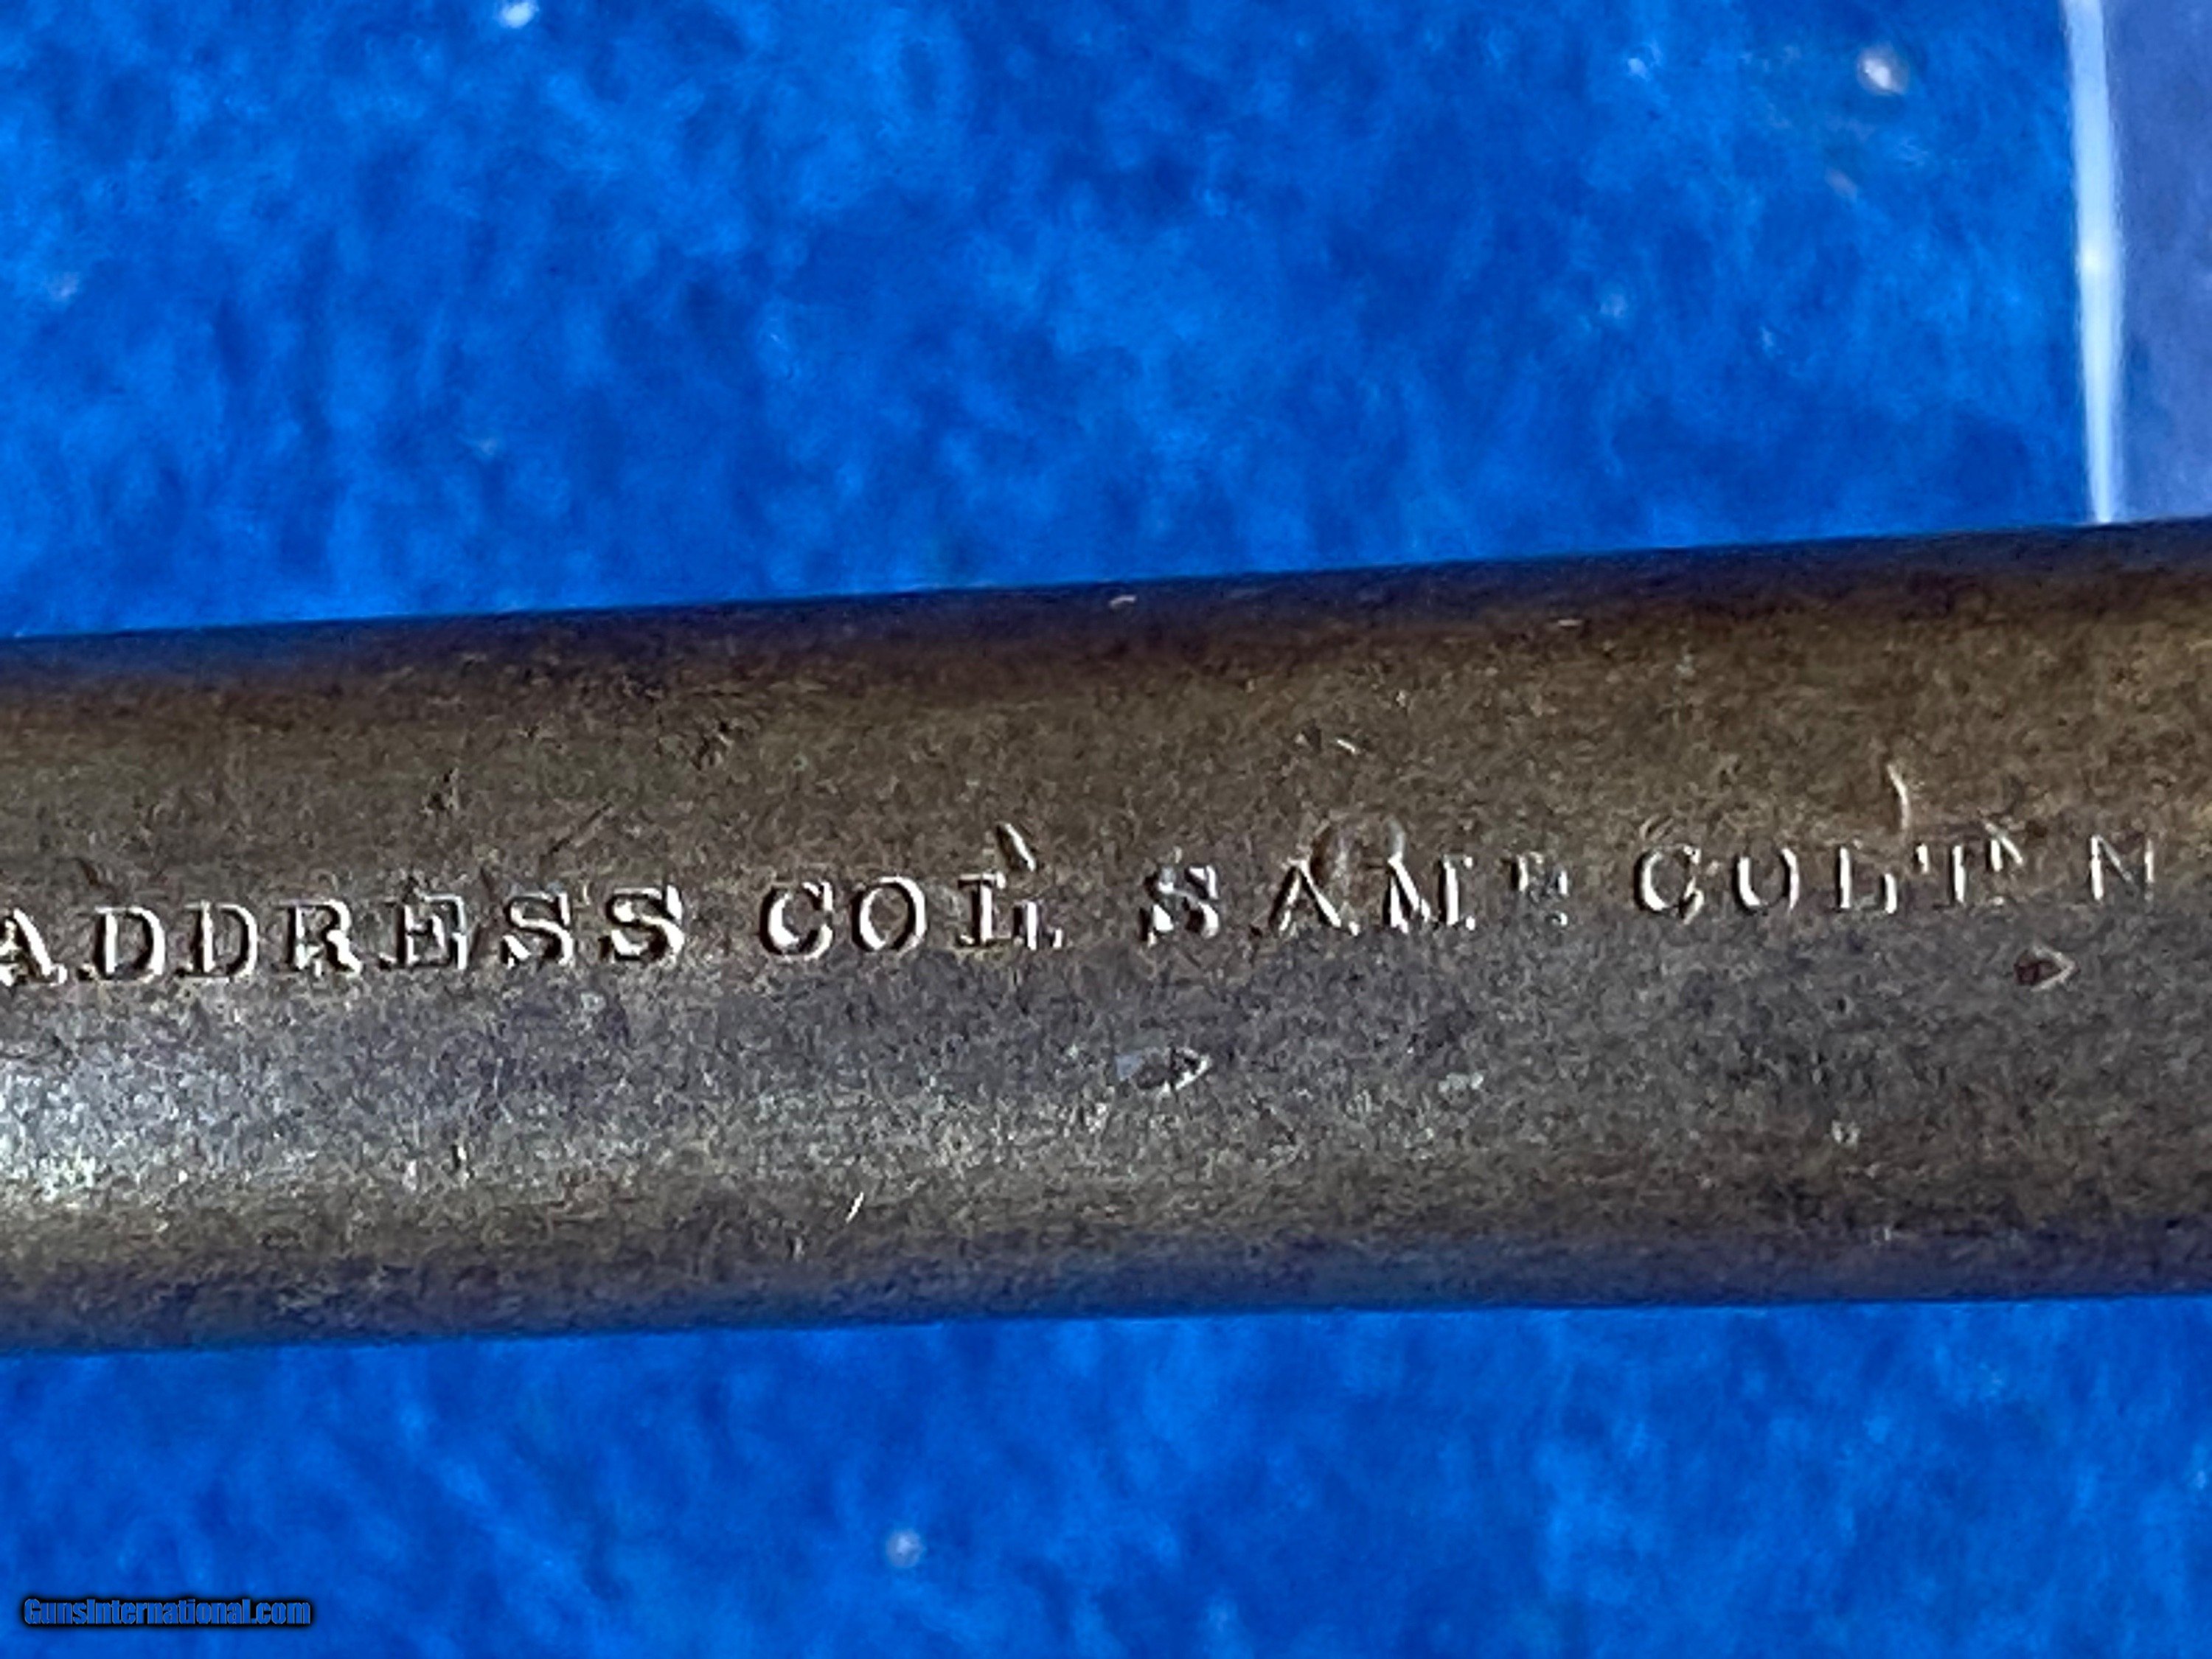 ADDRESS COL. SAML COLT N
GunsInternational.com